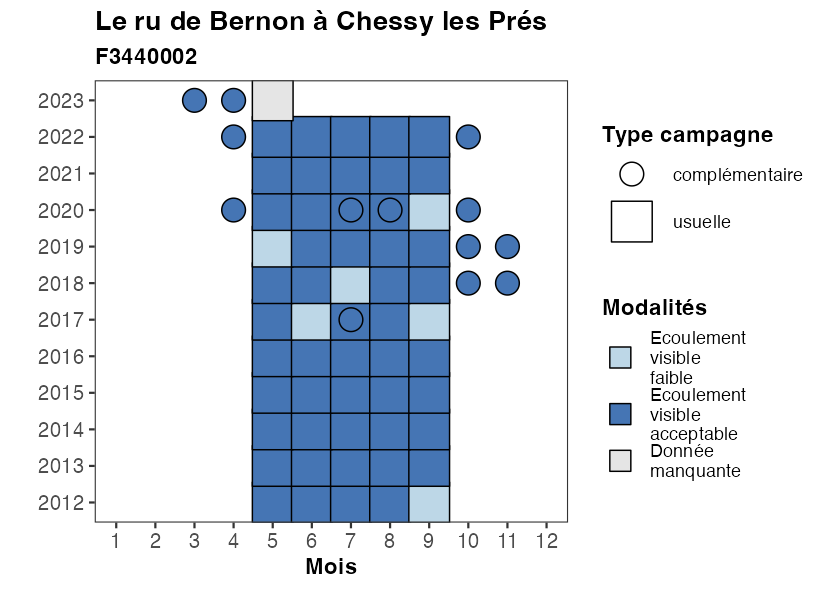 Le ru de Bernon à Chessy les Prés
F3440002
2023
2022
2021
2020
2019
2018
2017
2016
2015
2014
2013
2012
1 2 3 4 5 6 7 8 9 10 11 12
Mois
Type campagne
complémentaire
usuelle
Modalités
Ecoulement
visible
faible
Ecoulement
visible
acceptable
Donnée
manquante